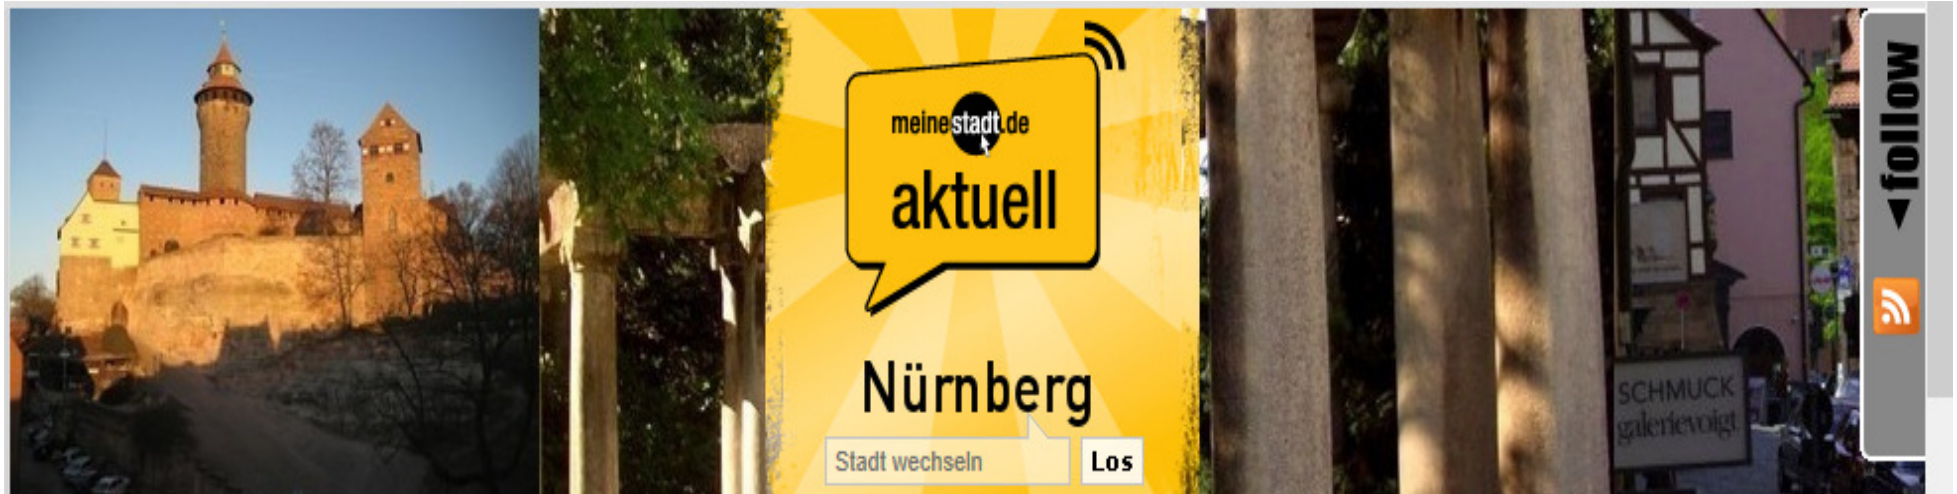 meinestadt.de
aktuell
Nürnberg
Stadt wechseln
Los
SCHMUCK
galerievoigt
follow